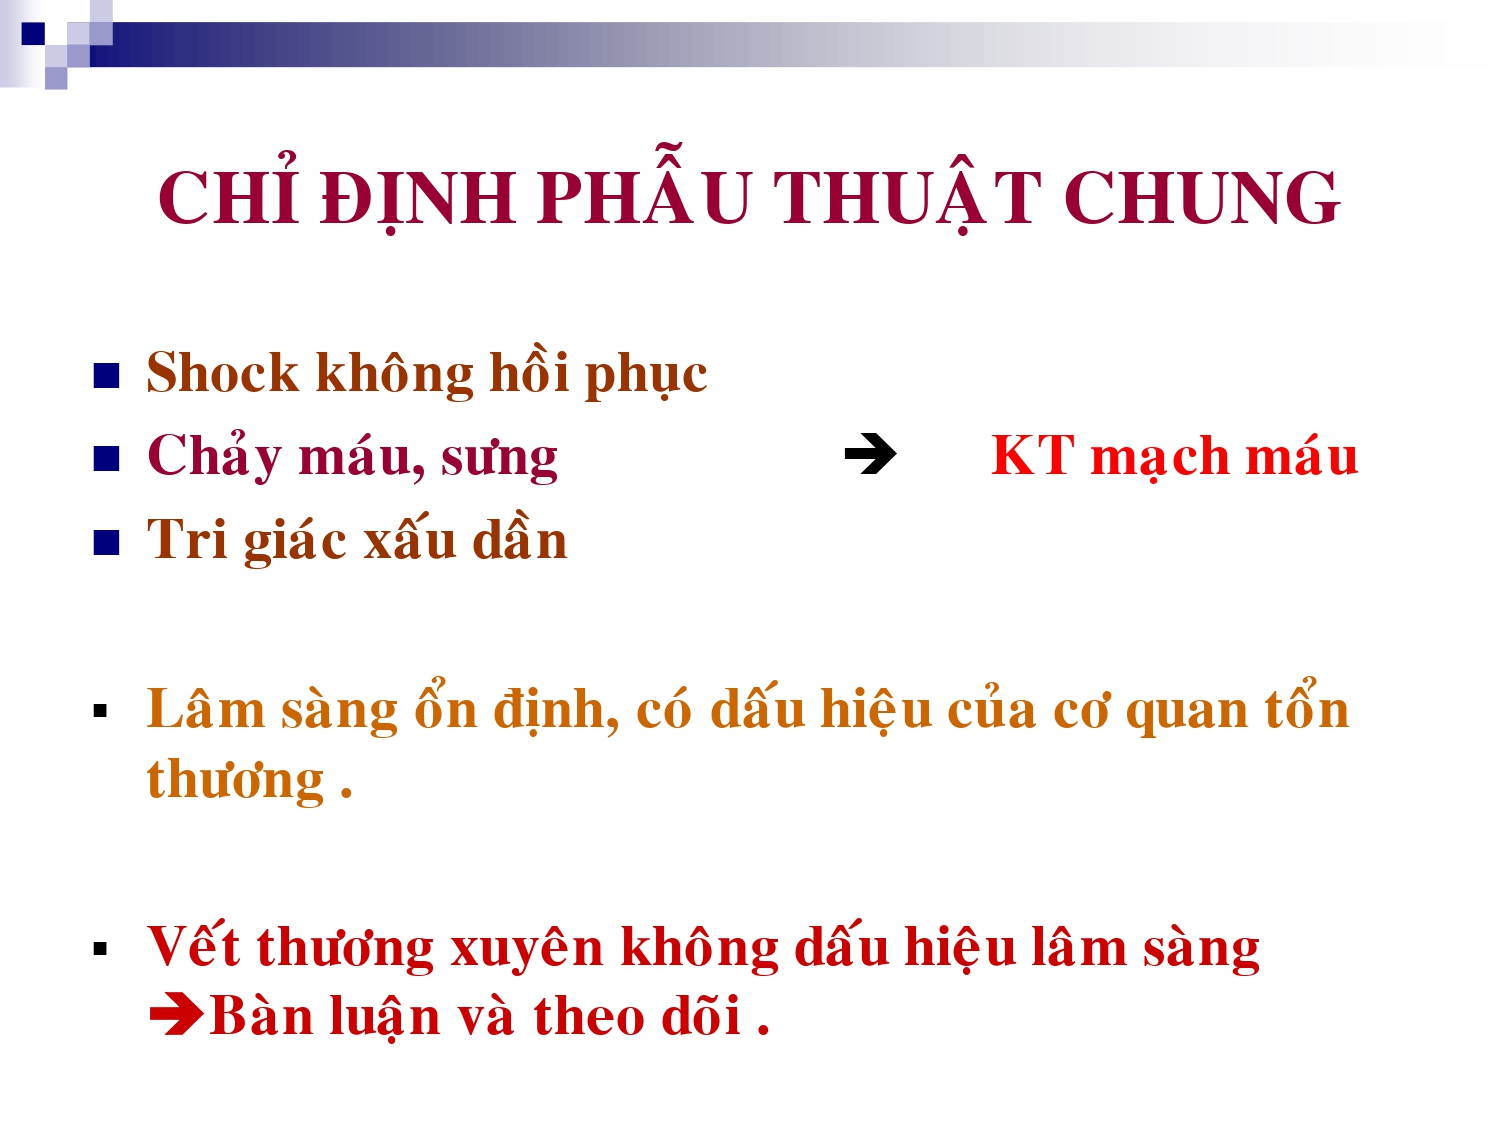 CHỈ ĐỊNH PHẪU THUẬT CHUNG
Shock không hồi phục
Chảy máu, sưng ➔ KT mạch máu
Tri giác xấu dần
Lâm sàng ổn định, có dấu hiệu của cơ quan tổn
thương .
Vết thương xuyên không dấu hiệu lâm sàng
➔Bàn luận và theo dõi .